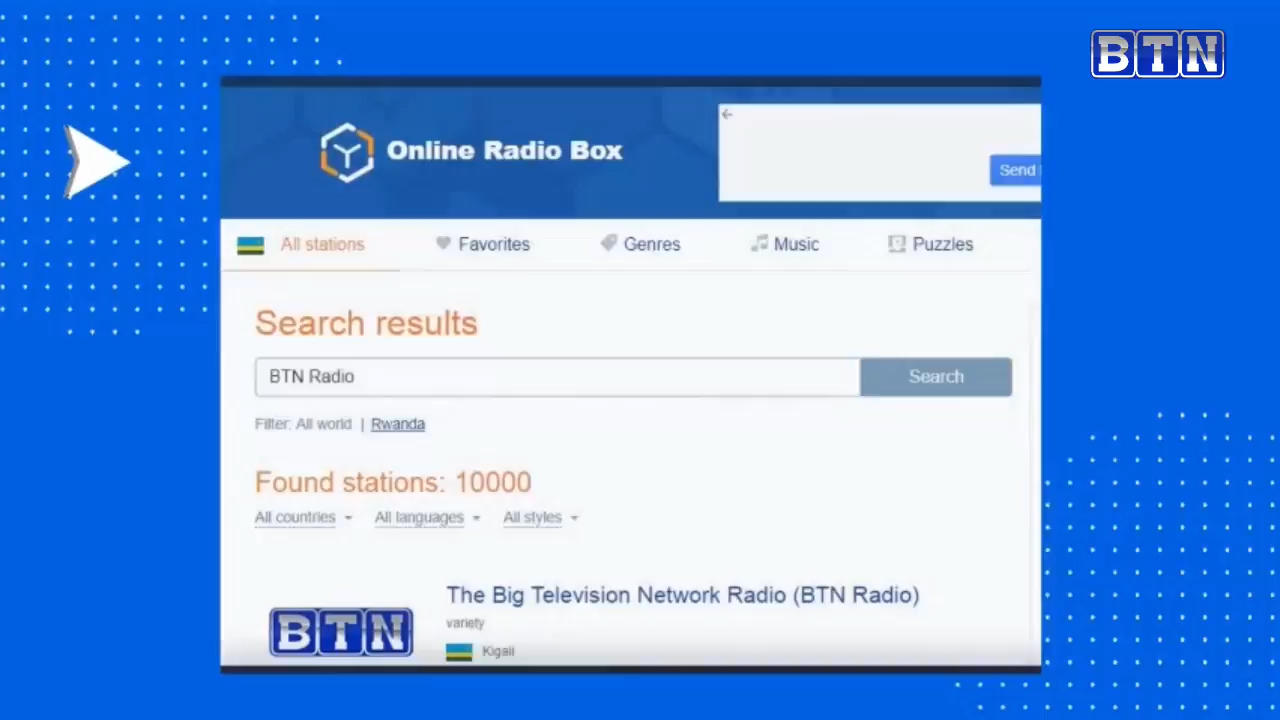 BTN
Online Radio Box
Send
All stations
Favorites
Genres
Music
Puzzles
Search results
BTN Radio
Search
Filter: All world | Rwanda
Found stations: 10000
All countries
All languages
All styles
The Big Television Network Radio (BTN Radio)
variety
BTN
Kigali